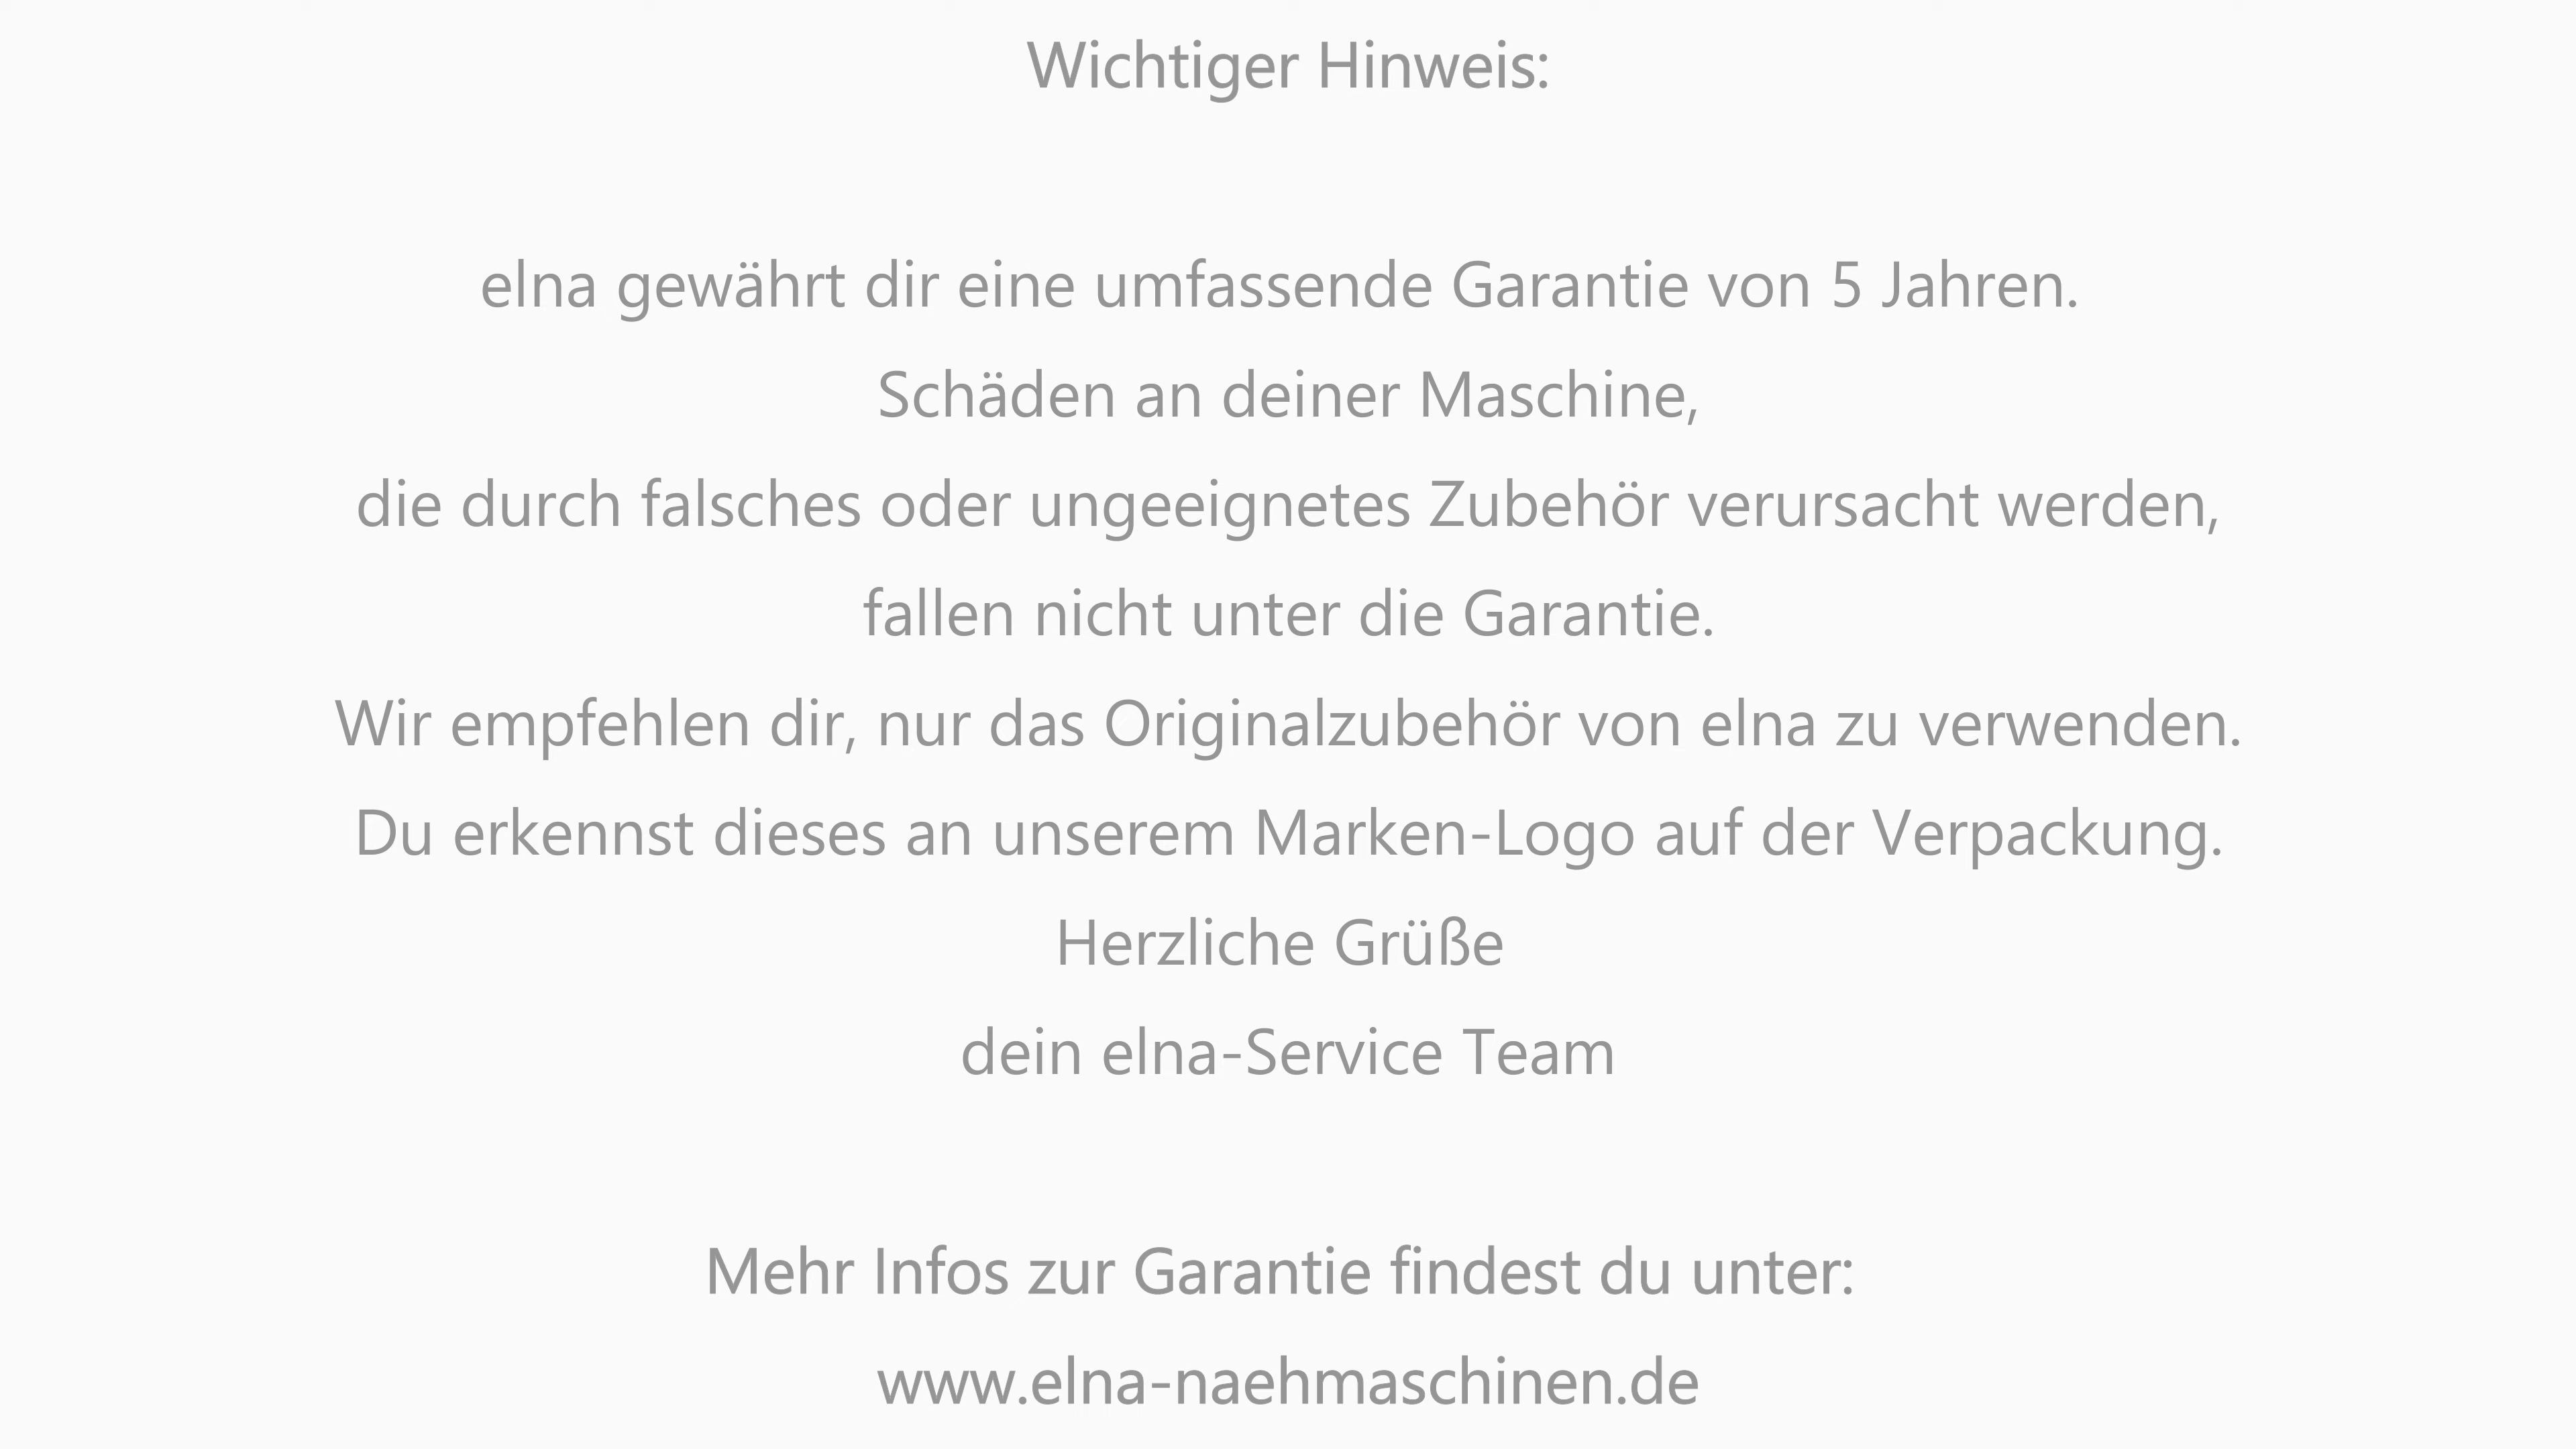 Wichtiger Hinweis:
elna gewährt dir eine umfassende Garantie von 5 Jahren.
Schäden an deiner Maschine,
die durch falsches oder ungeeignetes Zubehör verursacht werden,
fallen nicht unter die Garantie.
Wir empfehlen dir, nur das Originalzubehör von elna zu verwenden.
Du erkennst dieses an unserem Marken-Logo auf der Verpackung.
Herzliche Grüße
dein elna-Service Team
Mehr Infos zur Garantie findest du unter:
www.elna-naehmaschinen.de